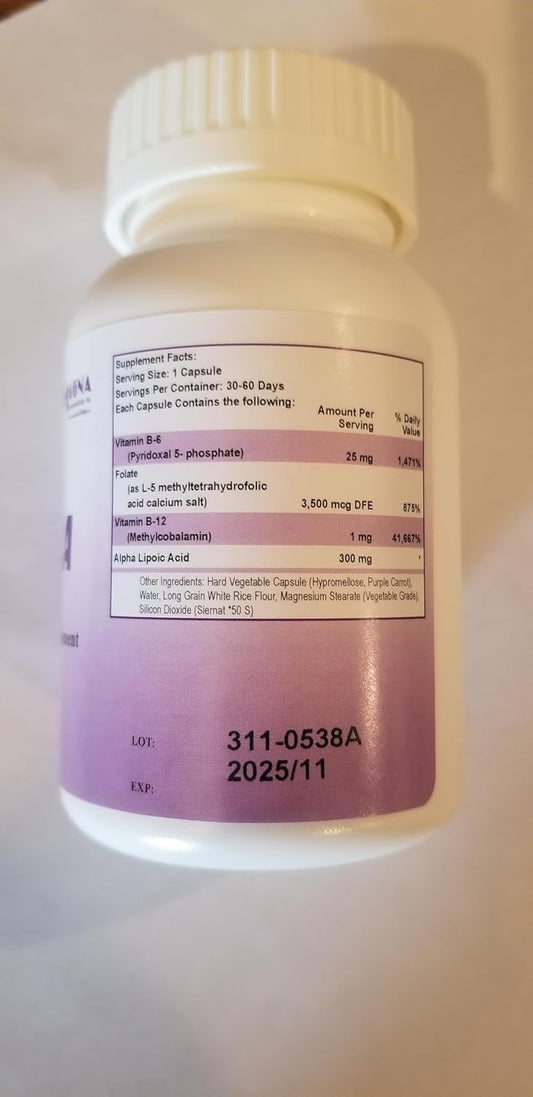 Supplement Facts:
Serving Size: 1 Capsule
Servings Per Container: 30-60 Days
Each Capsule Contains the following:
Amount Per Serving
% Daily Value
Vitamin B-6
(Pyridoxal 5- phosphate) 25 mg 1,471%
Folate
(as L-5 methyltetrahydrofolic
acid calcium salt) 3,500 mcg DFE 875%
Vitamin B-12
(Methylcobalamin) 1 mg 41,667%
Alpha Lipoic Acid 300 mg *
Other Ingredients: Hard Vegetable Capsule (Hypromellose, Purple Carrot),
Water, Long Grain White Rice Flour, Magnesium Stearate (Vegetable Grade),
Silicon Dioxide (Siernat "50 S)
LOT: 311-0538A
EXP: 2025/11